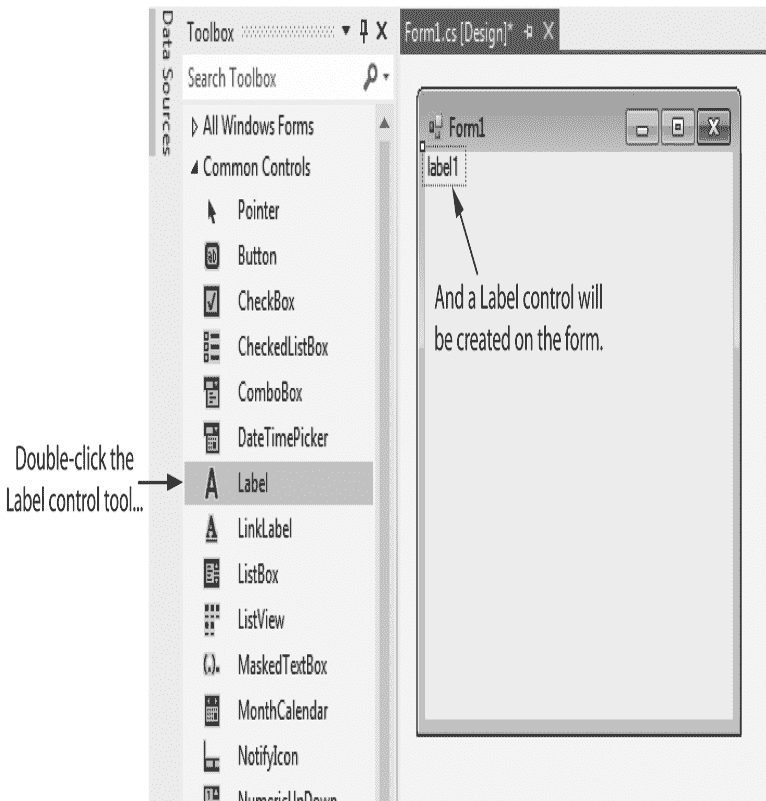 Data Sources
Toolbox
Search Toolbox
All Windows Forms
Common Controls
Pointer
Button
CheckBox
CheckedListBox
ComboBox
DateTimePicker
Label
LinkLabel
ListBox
ListView
MaskedTextBox
MonthCalendar
NotifyIcon
NumericUpDown
Double-click the
Label control tool...
Form1.cs [Design]*
Form1
label1
And a Label control will
be created on the form.